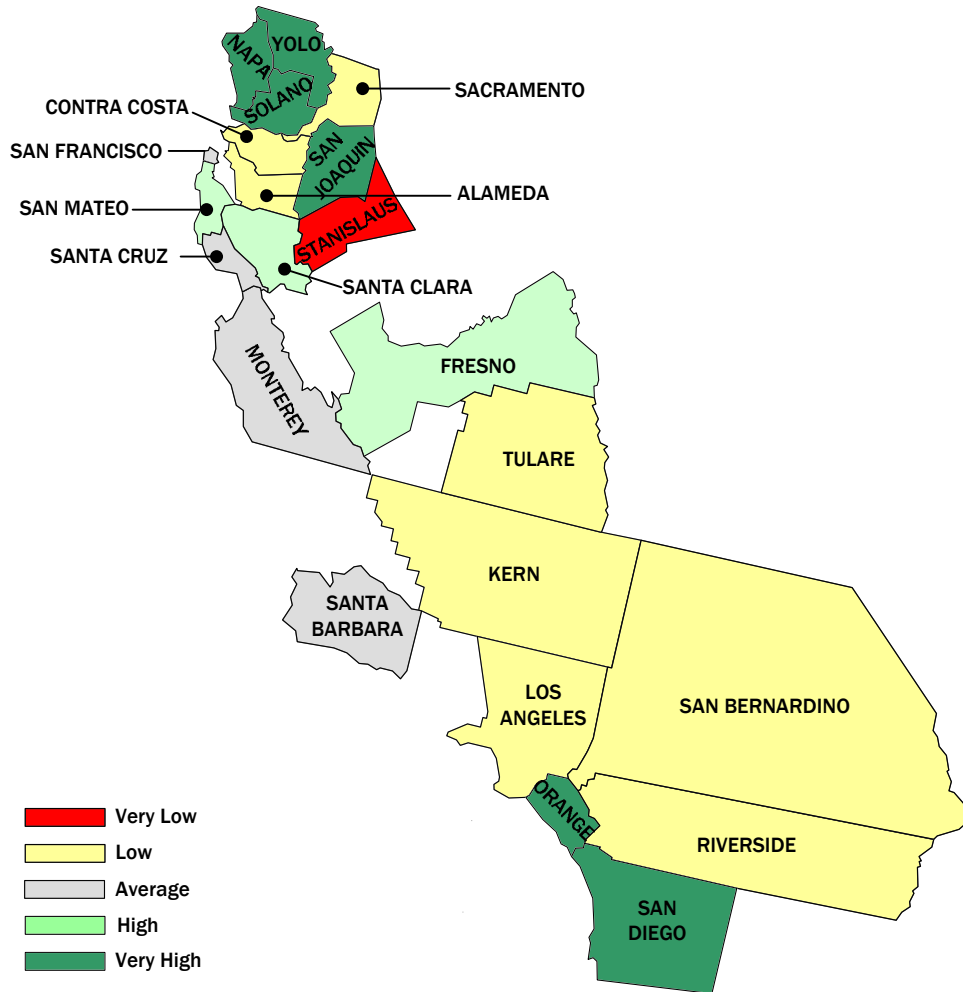 NAPA
YOLO
SOLANO
SACRAMENTO
CONTRA COSTA
SAN FRANCISCO
SAN
JOAQUIN
SAN MATEO
ALAMEDA
STANISLAUS
SANTA CRUZ
SANTA CLARA
MONTEREY
FRESNO
TULARE
KERN
SANTA
BARBARA
LOS
ANGELES
SAN BERNARDINO
ORANGE
RIVERSIDE
SAN
DIEGO
Very Low
Low
Average
High
Very High